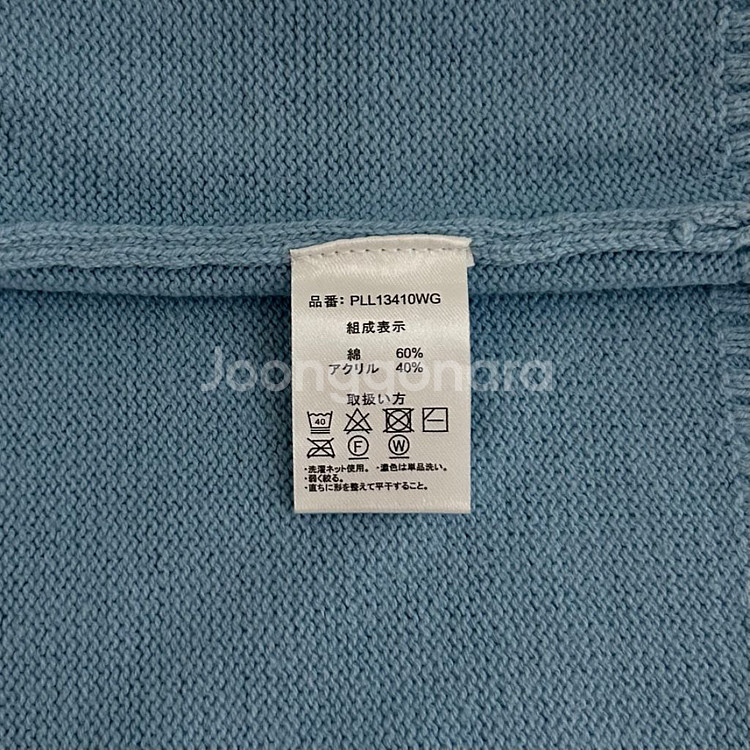 品番: PLL13410WG
組成表示
綿 60%
アクリル 40%
Joonggonara
取扱い方
40
F W
・洗濯ネット使用。 ・濃色は単品洗い。
・弱く絞る。
・直ちに形を整えて平干すること。